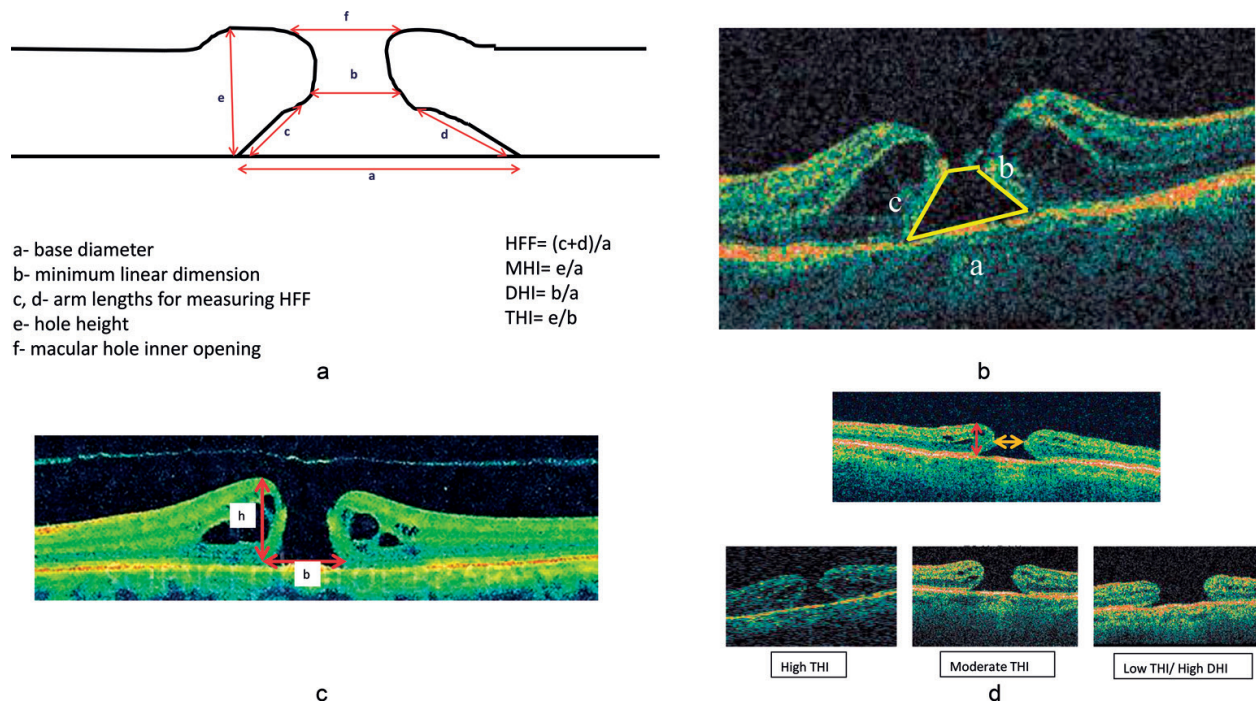 f
b
e
c
d
a
a- base diameter
b- minimum linear dimension
c, d- arm lengths for measuring HFF
e- hole height
f- macular hole inner opening
HFF= (c+d)/a
MHI= e/a
DHI= b/a
THI= e/b
a
b
c
a
b
h
b
c
High THI
Moderate THI
Low THI/ High DHI
d